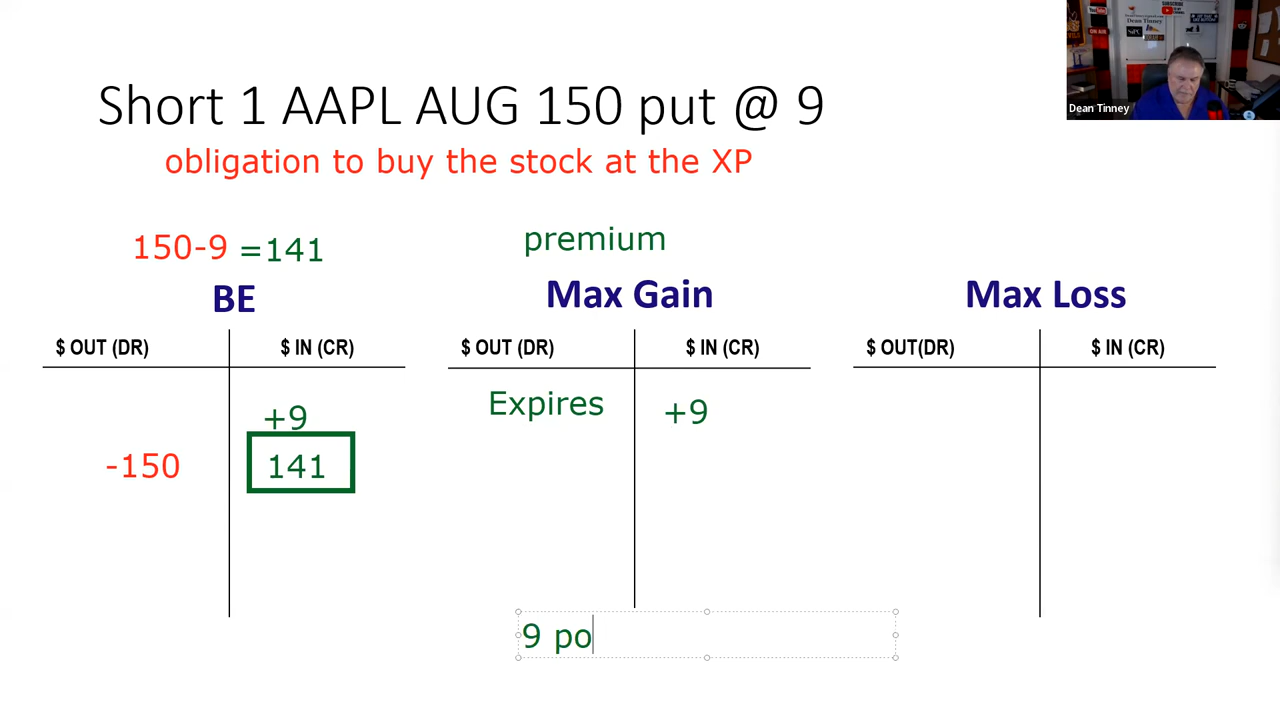 Short 1 AAPL AUG 150 put @ 9
obligation to buy the stock at the XP
Dean Tinney
150-9 =141
premium
BE
Max Gain
Max Loss
$ OUT (DR) $ IN (CR)
$ OUT (DR) $ IN (CR)
$ OUT(DR) $ IN (CR)
+9
-150 141
Expires +9
9 po